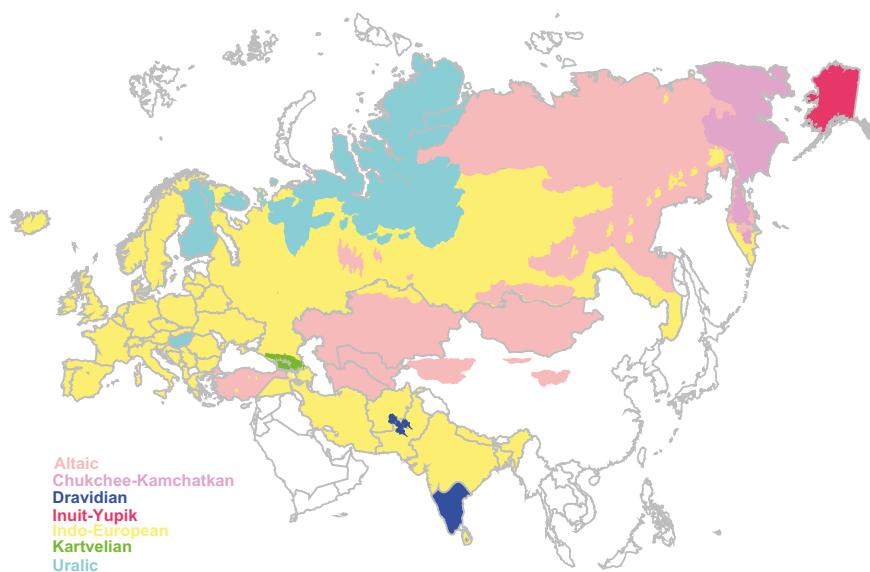 Altaic
Chukchee-Kamchatkan
Dravidian
Inuit-Yupik
Indo-European
Kartvelian
Uralic